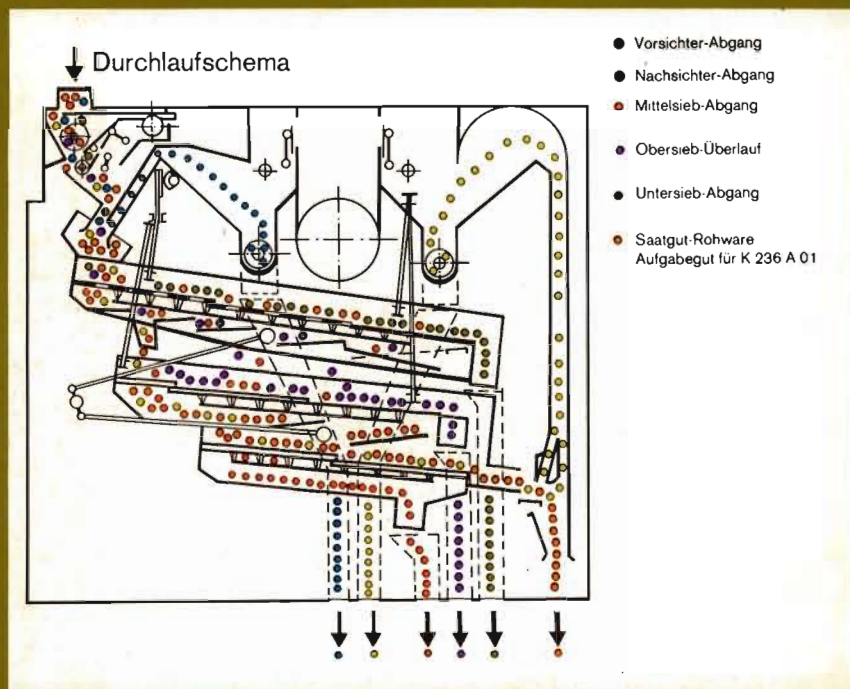 Durchlaufschema
Vorsichter-Abgang
Nachsichter-Abgang
Mittelsieb-Abgang
Obersieb-Überlauf
Untersieb-Abgang
Saatgut-Rohware
Aufgabegut für K 236 A 01